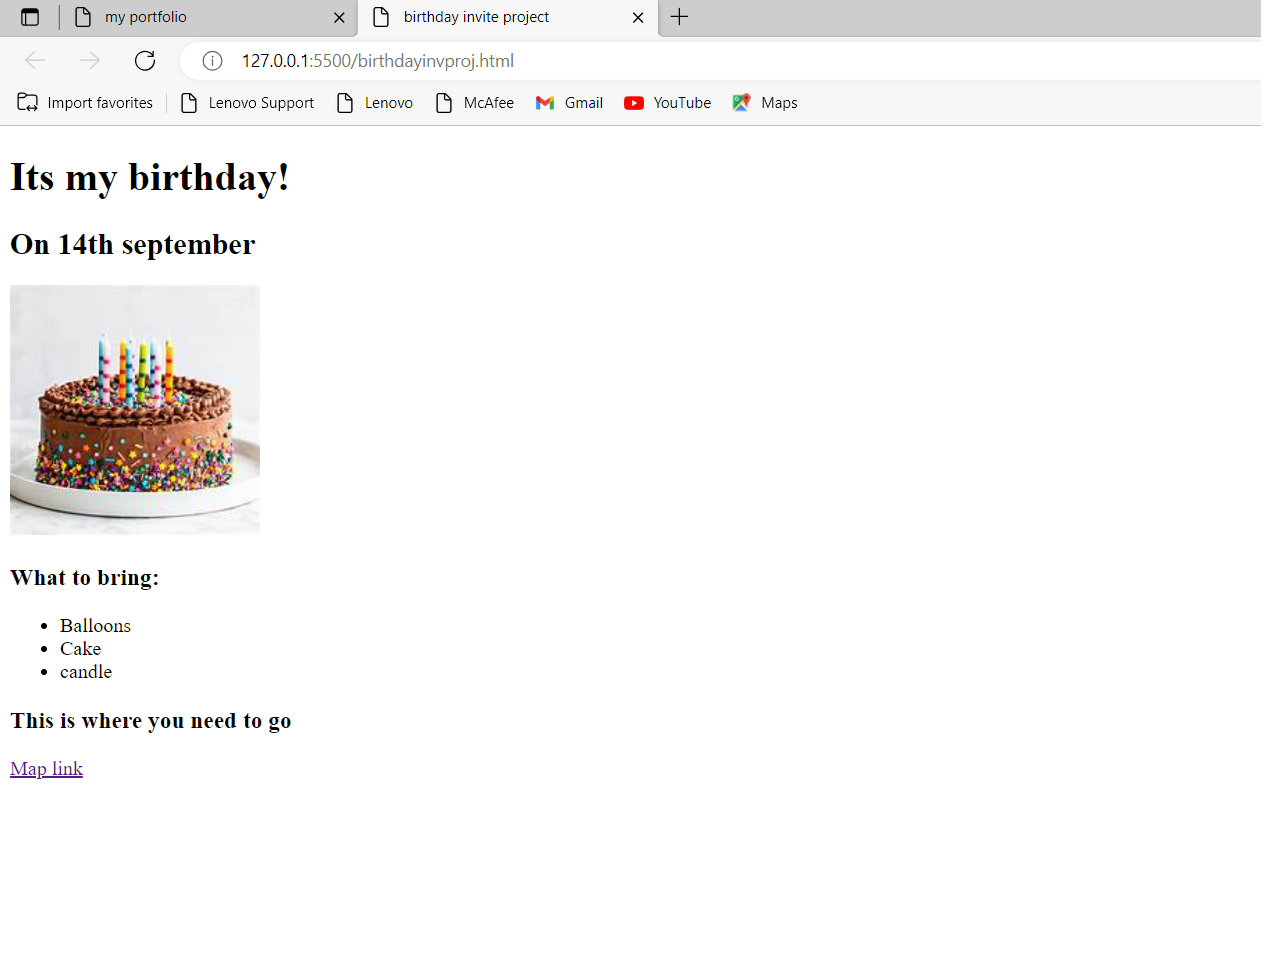 my portfolio
birthday invite project
127.0.0.1:5500/birthdayinvproj.html
Import favorites
Lenovo Support
Lenovo
McAfee
Gmail
YouTube
Maps
Its my birthday!
On 14th september
What to bring:
Balloons
Cake
candle
This is where you need to go
Map link